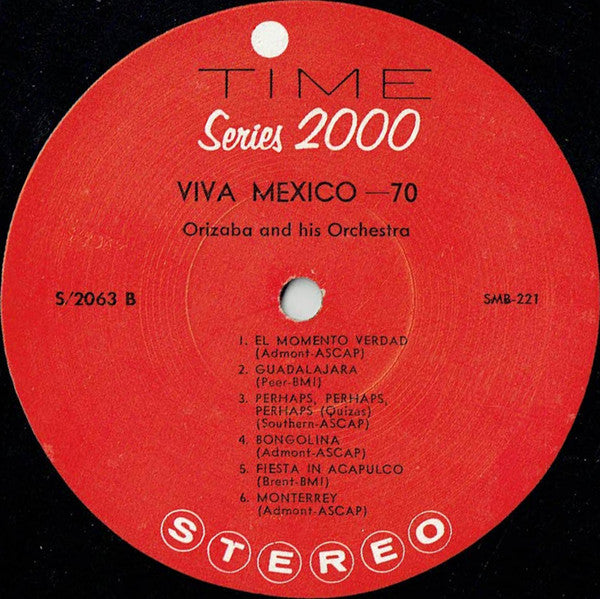 TIME
Series 2000
VIVA MEXICO —70
Orizaba and his Orchestra
S/2063 B
SMB-221
1. EL MOMENTO VERDAD
(Admont-ASCAP)
2. GUADALAJARA
(Peer-BMI)
3. PERHAPS, PERHAPS,
PERHAPS (Quizas)
(Southern-ASCAP)
4. BONGOLINA
(Admont-ASCAP)
5. FIESTA IN ACAPULCO
(Brent-BMI)
6. MONTERREY
(Admont-ASCAP)
STEREO